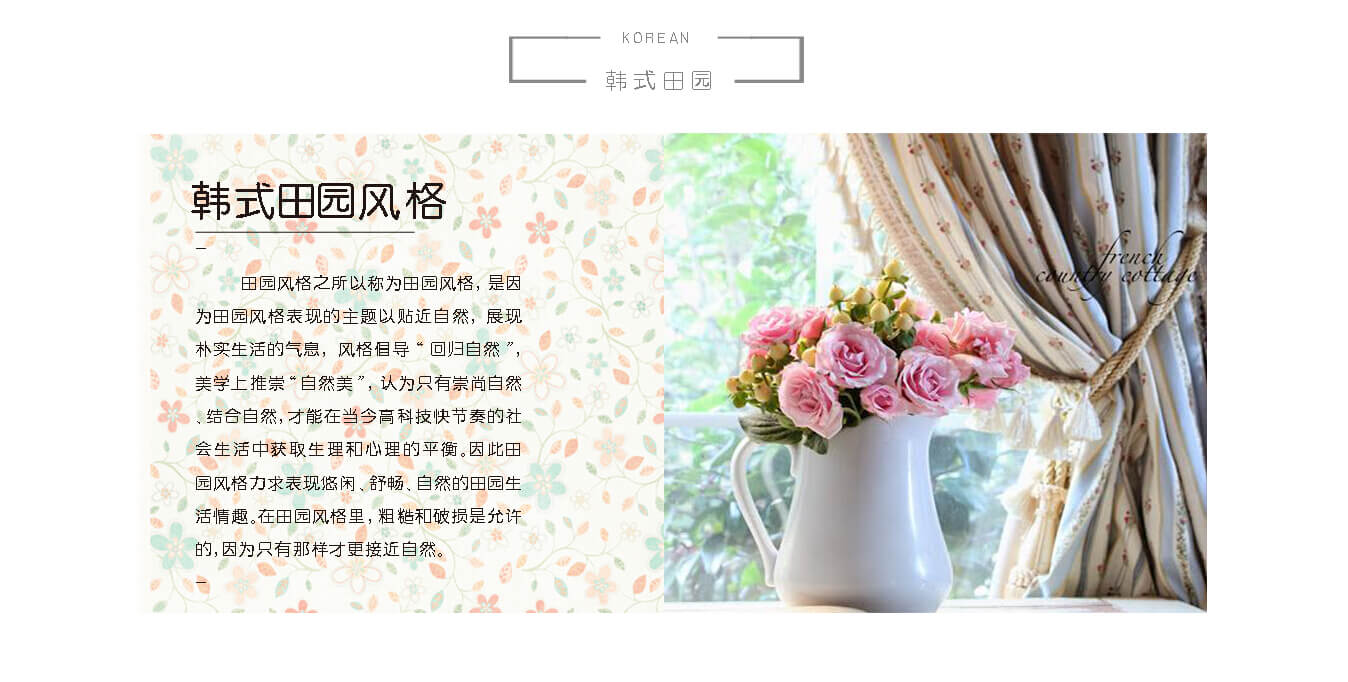 KOREAN
韩式田园
韩式田园风格
田园风格之所以称为田园风格，是因
为田园风格表现的主题以贴近自然，展现
朴实生活的气息，风格倡导“回归自然”，
美学上推崇“自然美”，认为只有崇尚自然
、结合自然，才能在当今高科技快节奏的社
会生活中获取生理和心理的平衡。因此田
园风格力求表现悠闲、舒畅、自然的田园生
活情趣。在田园风格里，粗糙和破损是允许
的，因为只有那样才更接近自然。
french
country cottage